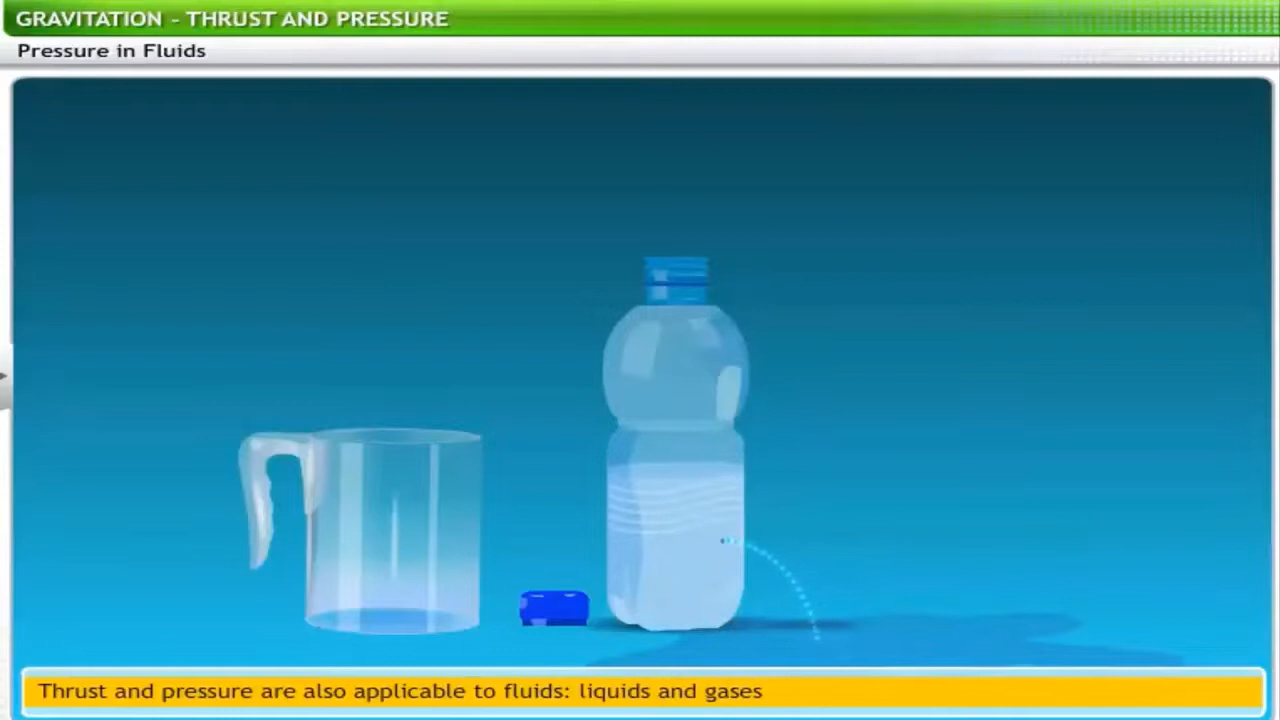 GRAVITATION - THRUST AND PRESSURE
Pressure in Fluids
Thrust and pressure are also applicable to fluids: liquids and gases